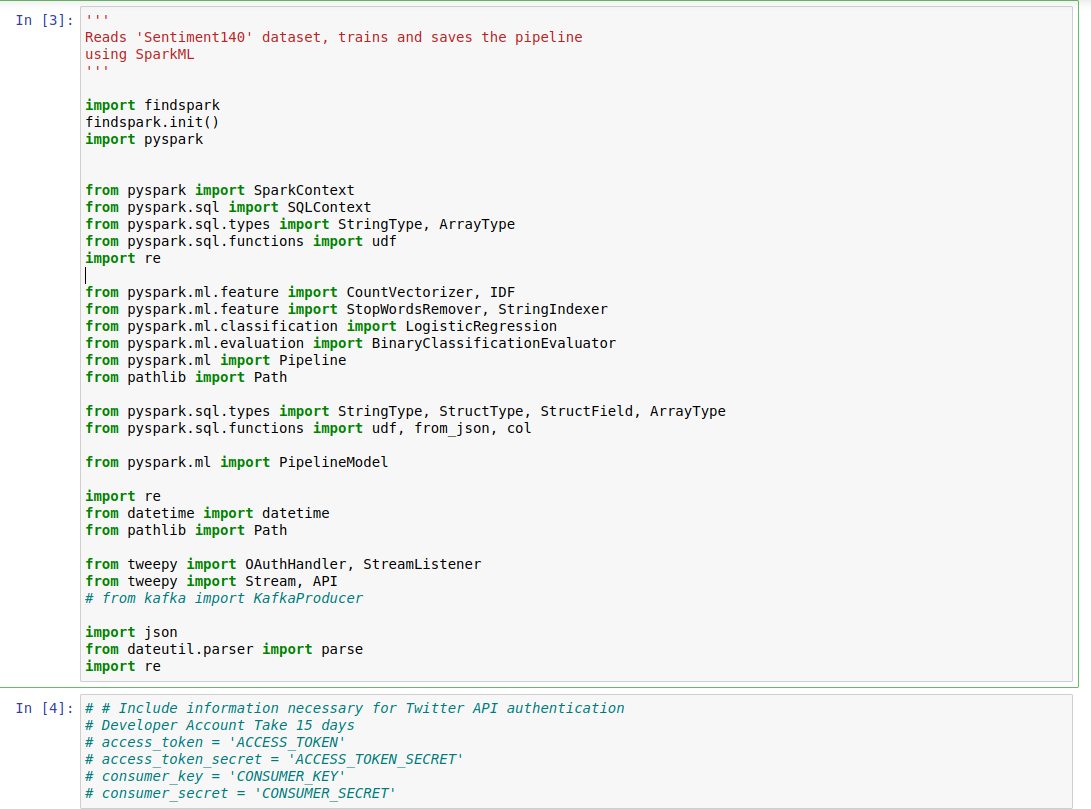 In [3]: '''
Reads 'Sentiment140' dataset, trains and saves the pipeline
using SparkML
'''
import findspark
findspark.init()
import pyspark
from pyspark import SparkContext
from pyspark.sql import SQLContext
from pyspark.sql.types import StringType, ArrayType
from pyspark.sql.functions import udf
import re
from pyspark.ml.feature import CountVectorizer, IDF
from pyspark.ml.feature import StopWordsRemover, StringIndexer
from pyspark.ml.classification import LogisticRegression
from pyspark.ml.evaluation import BinaryClassificationEvaluator
from pyspark.ml import Pipeline
from pathlib import Path
from pyspark.sql.types import StringType, StructType, StructField, ArrayType
from pyspark.sql.functions import udf, from_json, col
from pyspark.ml import PipelineModel
import re
from datetime import datetime
from pathlib import Path
from tweepy import OAuthHandler, StreamListener
from tweepy import Stream, API
# from kafka import KafkaProducer
import json
from dateutil.parser import parse
import re
In [4]: # # Include information necessary for Twitter API authentication
# Developer Account Take 15 days
# access_token = 'ACCESS_TOKEN'
# access_token_secret = 'ACCESS_TOKEN_SECRET'
# consumer_key = 'CONSUMER_KEY'
# consumer_secret = 'CONSUMER_SECRET'